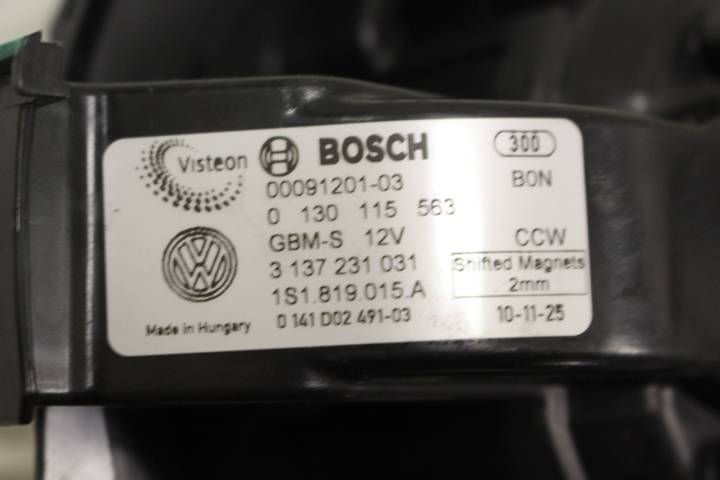 Visteon BOSCH 300
00091201-03 BON
0 130 115 563
GBM-S 12V CCW
3 137 231 031 Shifted Magnets
1S1.819.015.A 2mm
Made in Hungary 0 141 D02 491-03 10-11-25